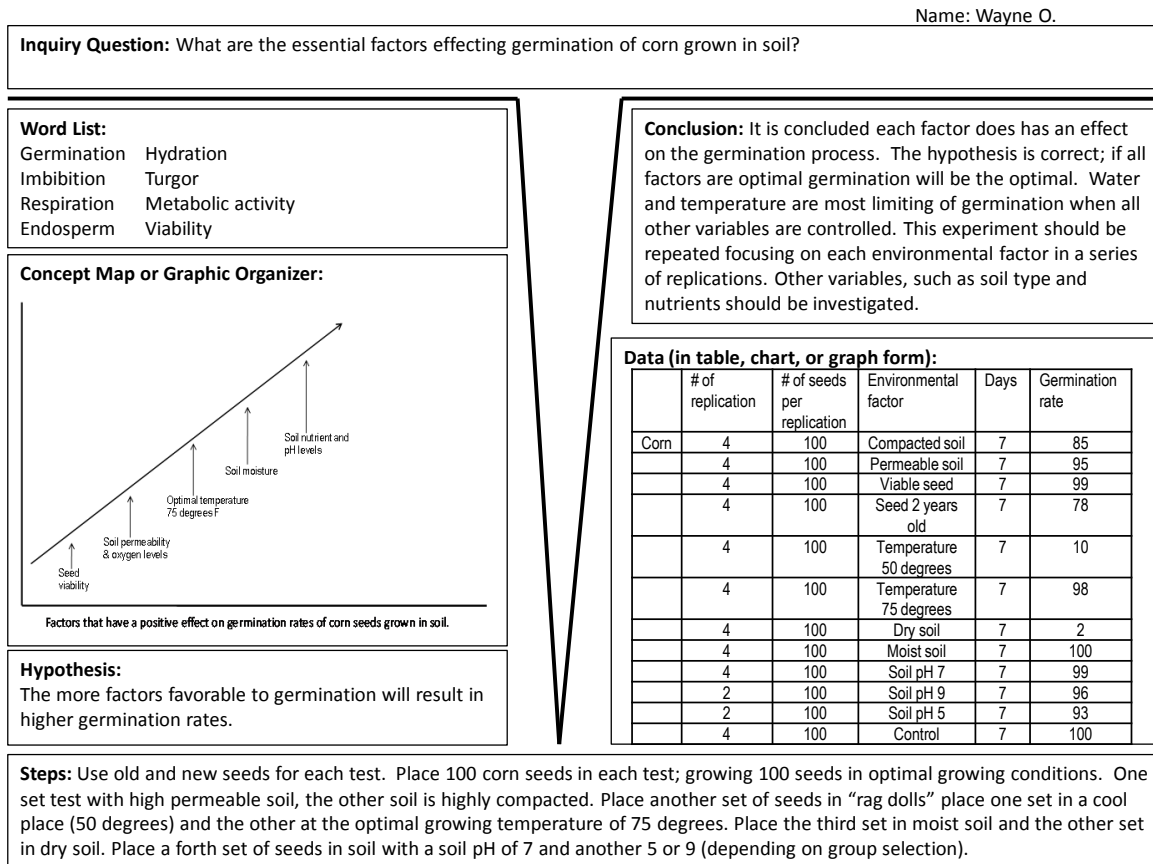 Name: Wayne O.
Inquiry Question: What are the essential factors effecting germination of corn grown in soil?
Word List:
Germination Hydration
Imbibition Turgor
Respiration Metabolic activity
Endosperm Viability
Concept Map or Graphic Organizer:
Soil nutrient and
pH levels
Soil moisture
Optimal temperature
75 degrees F
Soil permeability
& oxygen levels
Seed
viability
Factors that have a positive effect on germination rates of corn seeds grown in soil.
Hypothesis:
The more factors favorable to germination will result in
higher germination rates.
Conclusion: It is concluded each factor does has an effect
on the germination process. The hypothesis is correct; if all
factors are optimal germination will be the optimal. Water
and temperature are most limiting of germination when all
other variables are controlled. This experiment should be
repeated focusing on each environmental factor in a series
of replications. Other variables, such as soil type and
nutrients should be investigated.
Data (in table, chart, or graph form):
# of # of seeds Environmental Days Germination
replication per factor rate
replication
Corn 4 100 Compacted soil 7 85
4 100 Permeable soil 7 95
4 100 Viable seed 7 99
4 100 Seed 2 years 7 78
old
4 100 Temperature 7 10
50 degrees
4 100 Temperature 7 98
75 degrees
4 100 Dry soil 7 2
4 100 Moist soil 7 100
4 100 Soil pH 7 7 99
2 100 Soil pH 9 7 96
2 100 Soil pH 5 7 93
4 100 Control 7 100
Steps: Use old and new seeds for each test. Place 100 corn seeds in each test; growing 100 seeds in optimal growing conditions. One
set test with high permeable soil, the other soil is highly compacted. Place another set of seeds in “rag dolls” place one set in a cool
place (50 degrees) and the other at the optimal growing temperature of 75 degrees. Place the third set in moist soil and the other set
in dry soil. Place a forth set of seeds in soil with a soil pH of 7 and another 5 or 9 (depending on group selection).